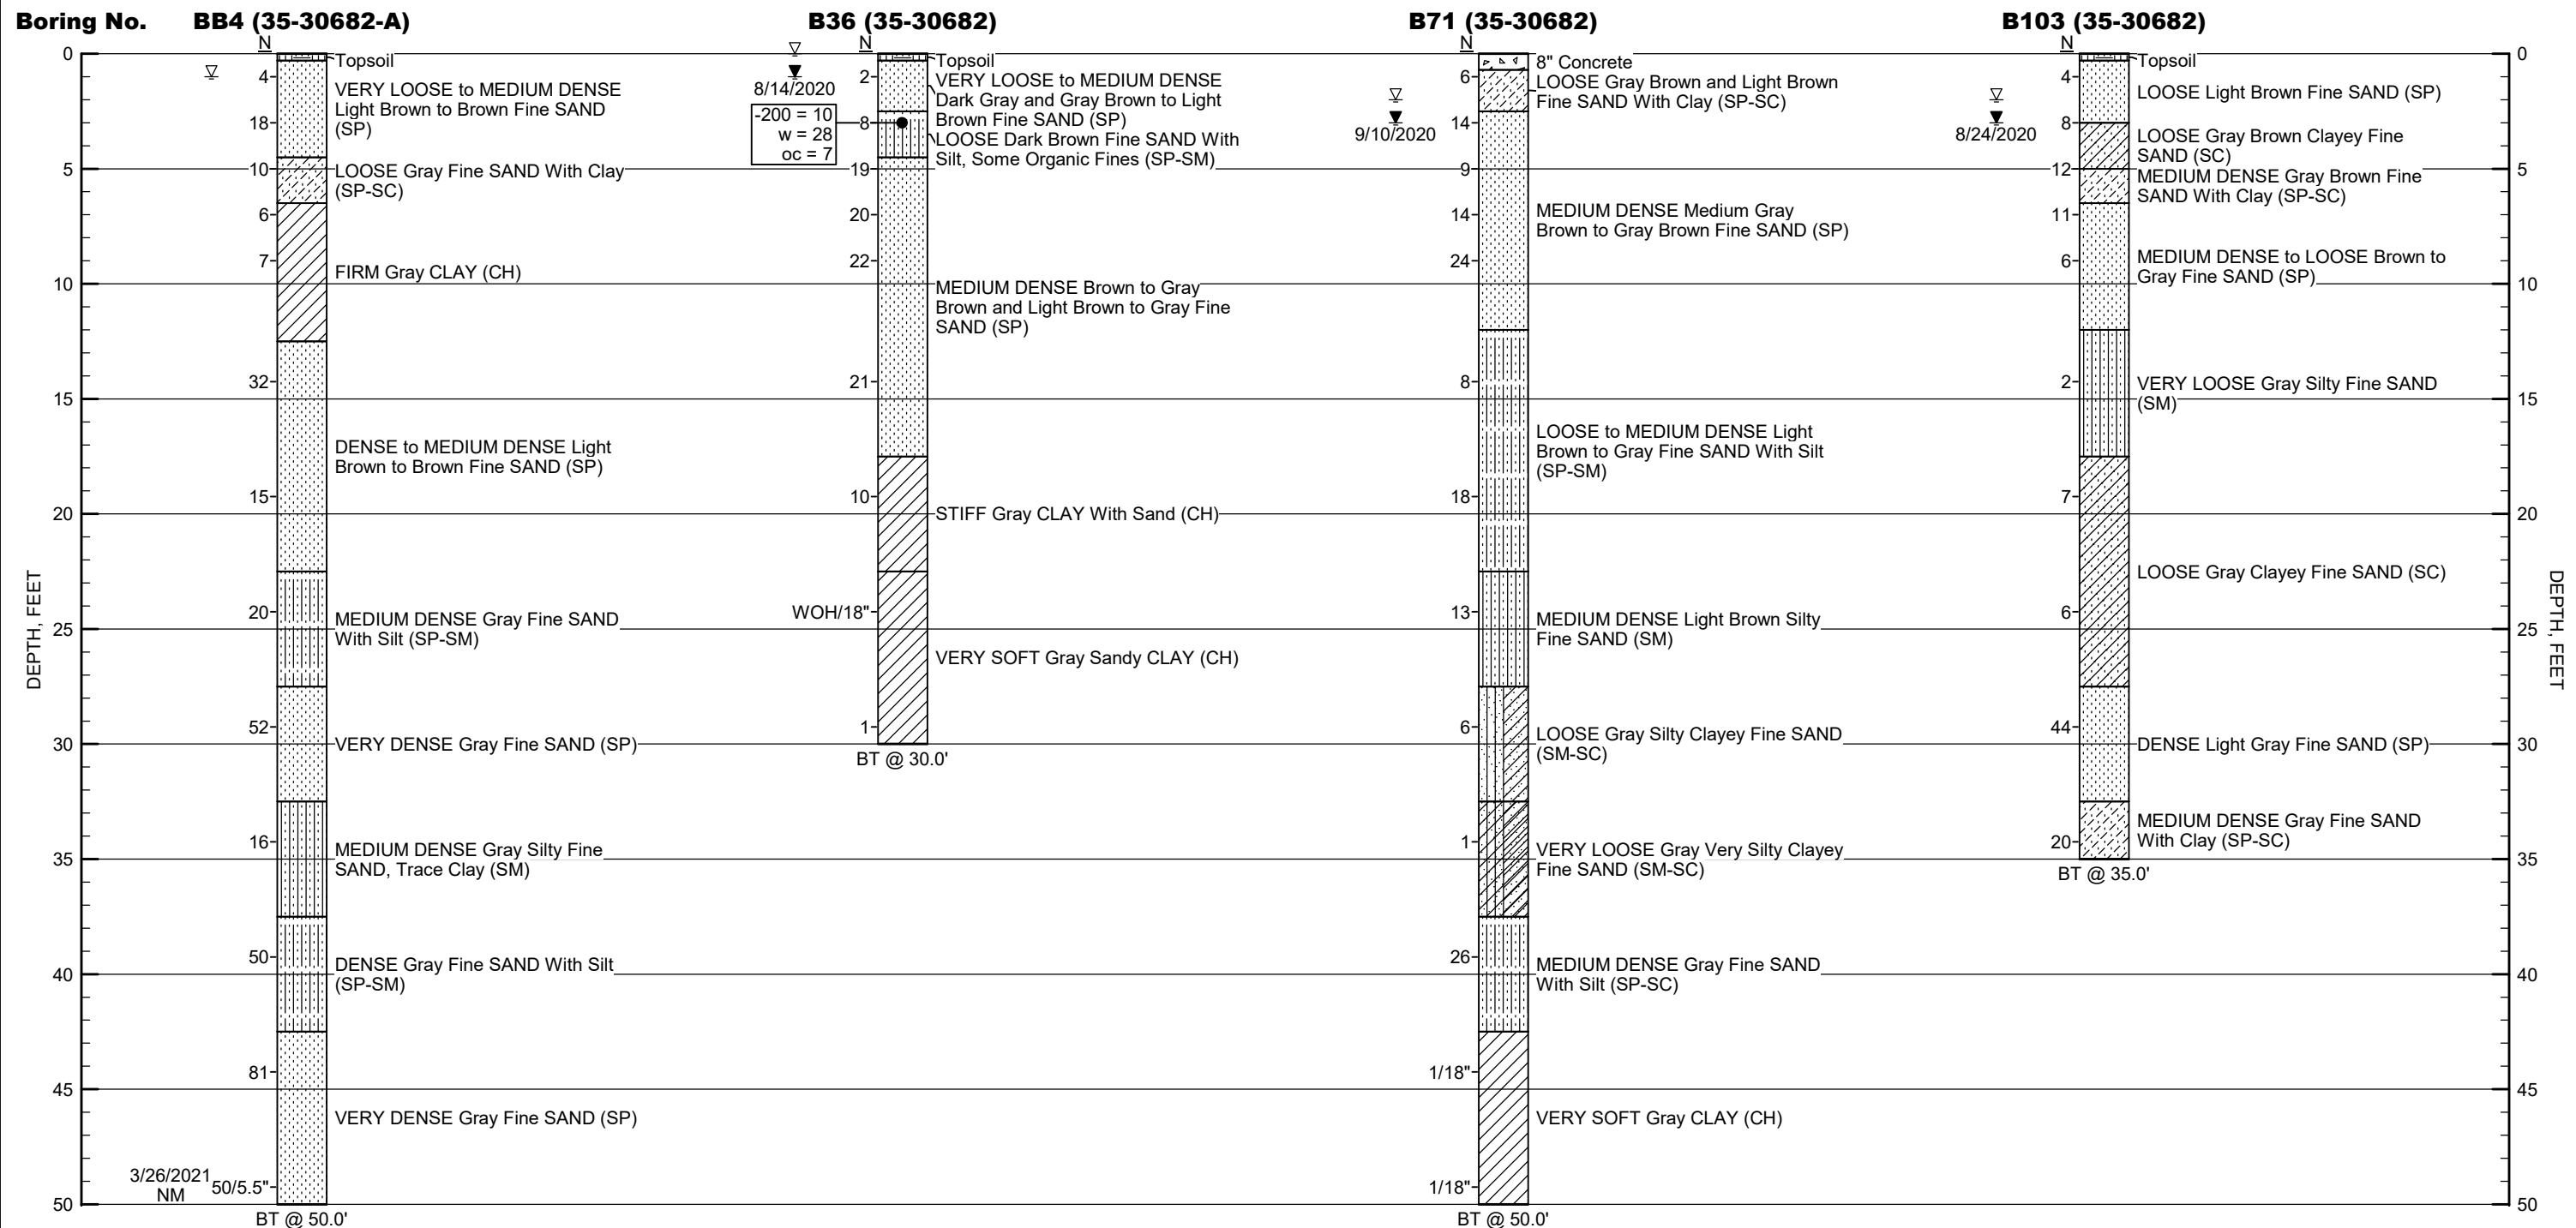 Boring No.
BB4 (35-30682-A)
B36 (35-30682)
B71 (35-30682)
B103 (35-30682)
DEPTH, FEET
0
5
10
15
20
25
30
35
40
45
50
N
4
18
10
6
7
32
15
20
52
16
50
81
50/5.5"
3/26/2021
NM
Topsoil
VERY LOOSE to MEDIUM DENSE
Light Brown to Brown Fine SAND
(SP)
LOOSE Gray Fine SAND With Clay
(SP-SC)
FIRM Gray CLAY (CH)
DENSE to MEDIUM DENSE Light
Brown to Brown Fine SAND (SP)
MEDIUM DENSE Gray Fine SAND
With Silt (SP-SM)
VERY DENSE Gray Fine SAND (SP)
MEDIUM DENSE Gray Silty Fine
SAND, Trace Clay (SM)
DENSE Gray Fine SAND With Silt
(SP-SM)
VERY DENSE Gray Fine SAND (SP)
BT @ 50.0'
8/14/2020
-200 = 10
w = 28
oc = 7
N
2
8
19
20
22
21
10
WOH/18"
1
Topsoil
VERY LOOSE to MEDIUM DENSE
Dark Gray and Gray Brown to Light
Brown Fine SAND (SP)
LOOSE Dark Brown Fine SAND With
Silt, Some Organic Fines (SP-SM)
MEDIUM DENSE Brown to Gray
Brown and Light Brown to Gray Fine
SAND (SP)
STIFF Gray CLAY With Sand (CH)
VERY SOFT Gray Sandy CLAY (CH)
BT @ 30.0'
9/10/2020
N
6
14
9
14
24
8
18
13
6
1
26
1/18"
1/18"
8" Concrete
LOOSE Gray Brown and Light Brown
Fine SAND With Clay (SP-SC)
MEDIUM DENSE Medium Gray
Brown to Gray Brown Fine SAND (SP)
LOOSE to MEDIUM DENSE Light
Brown to Gray Fine SAND With Silt
(SP-SM)
MEDIUM DENSE Light Brown Silty
Fine SAND (SM)
LOOSE Gray Silty Clayey Fine SAND
(SM-SC)
VERY LOOSE Gray Very Silty Clayey
Fine SAND (SM-SC)
MEDIUM DENSE Gray Fine SAND
With Silt (SP-SC)
VERY SOFT Gray CLAY (CH)
BT @ 50.0'
8/24/2020
N
4
8
12
11
6
2
7
6
44
20
Topsoil
LOOSE Light Brown Fine SAND (SP)
LOOSE Gray Brown Clayey Fine
SAND (SC)
MEDIUM DENSE Gray Brown Fine
SAND With Clay (SP-SC)
MEDIUM DENSE to LOOSE Brown to
Gray Fine SAND (SP)
VERY LOOSE Gray Silty Fine SAND
(SM)
LOOSE Gray Clayey Fine SAND (SC)
DENSE Light Gray Fine SAND (SP)
MEDIUM DENSE Gray Fine SAND
With Clay (SP-SC)
BT @ 35.0'
0
5
10
15
20
25
30
35
40
45
50
DEPTH, FEET